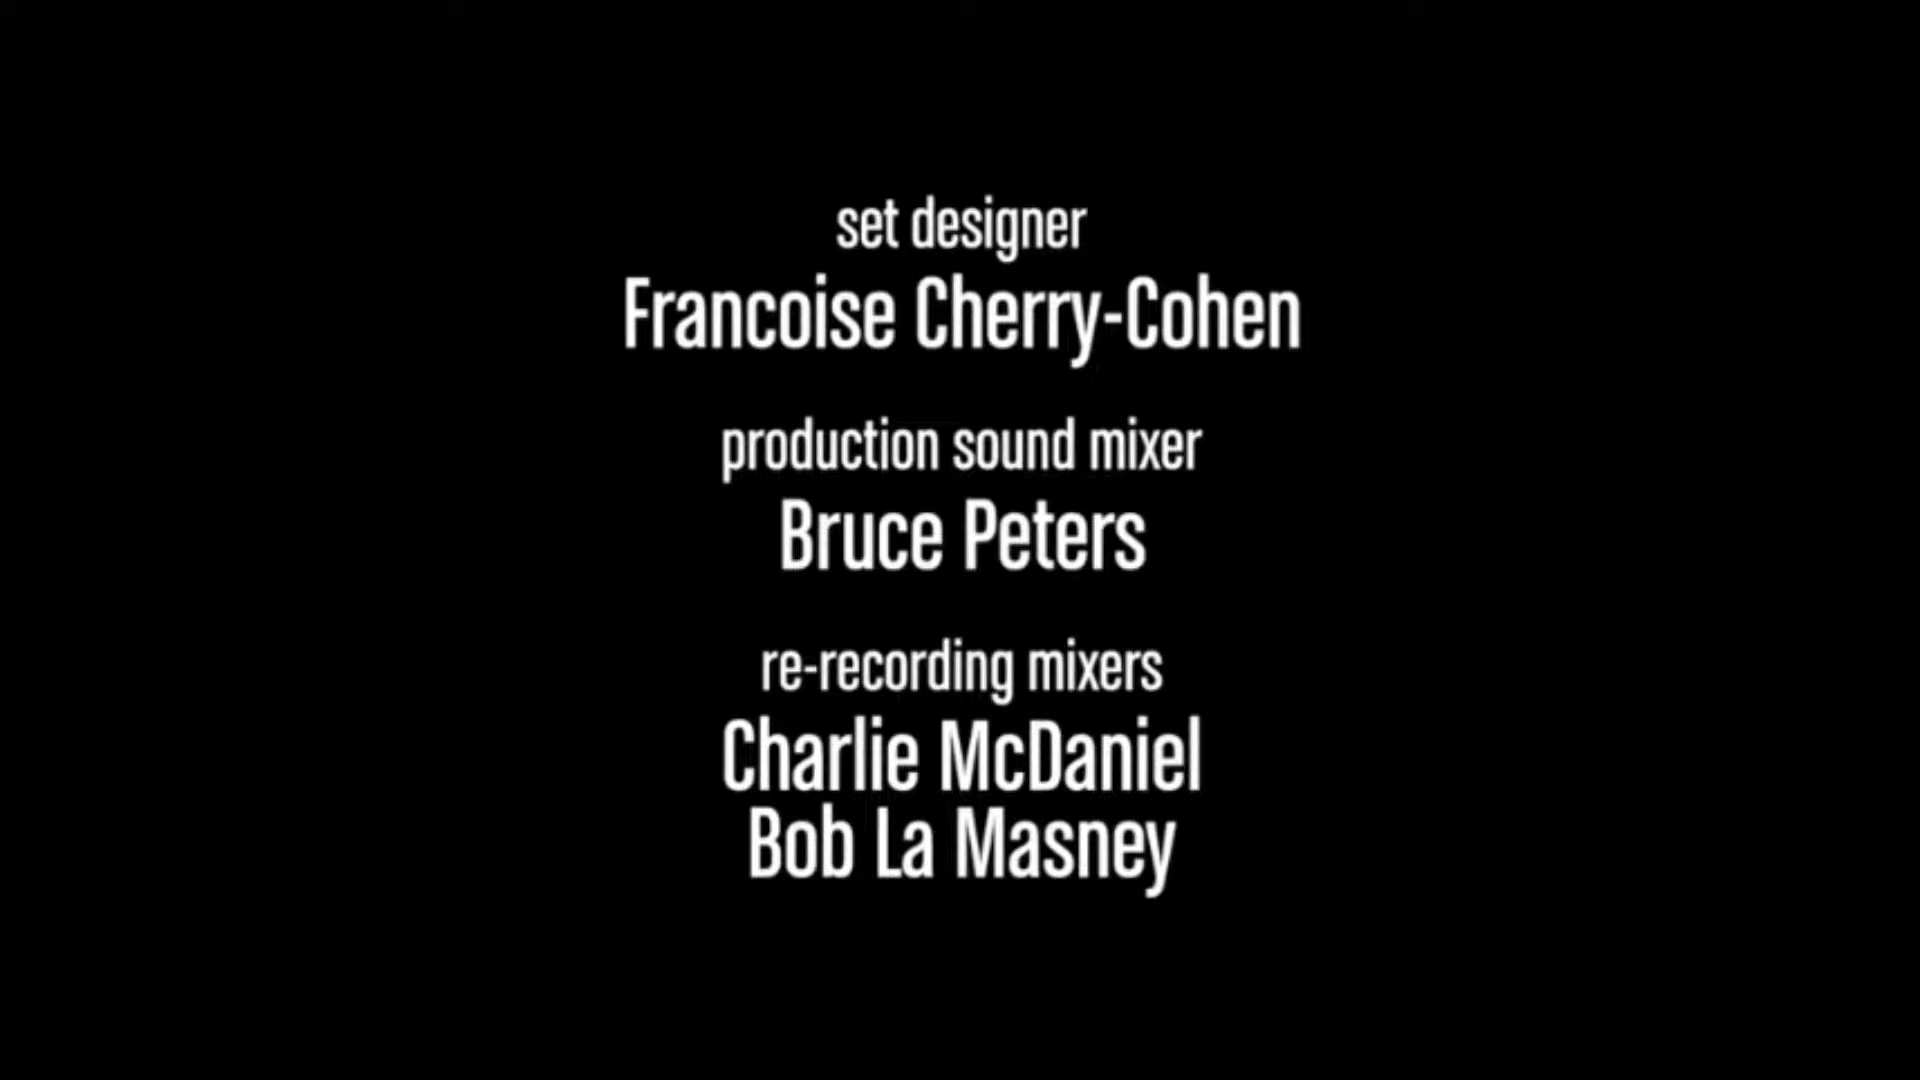 set designer
Francoise Cherry-Cohen
production sound mixer
Bruce Peters
re-recording mixers
Charlie McDaniel
Bob La Masney